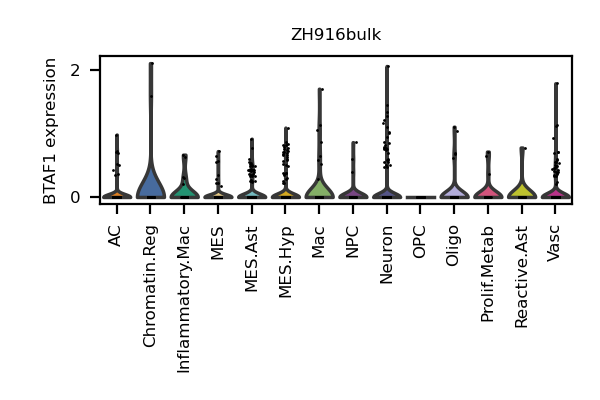 ZH916bulk
BTAF1 expression
2
0
AC
Chromatin.Reg
Inflammatory.Mac
MES
MES.Ast
MES.Hyp
Mac
NPC
Neuron
OPC
Oligo
Prolif.Metab
Reactive.Ast
Vasc